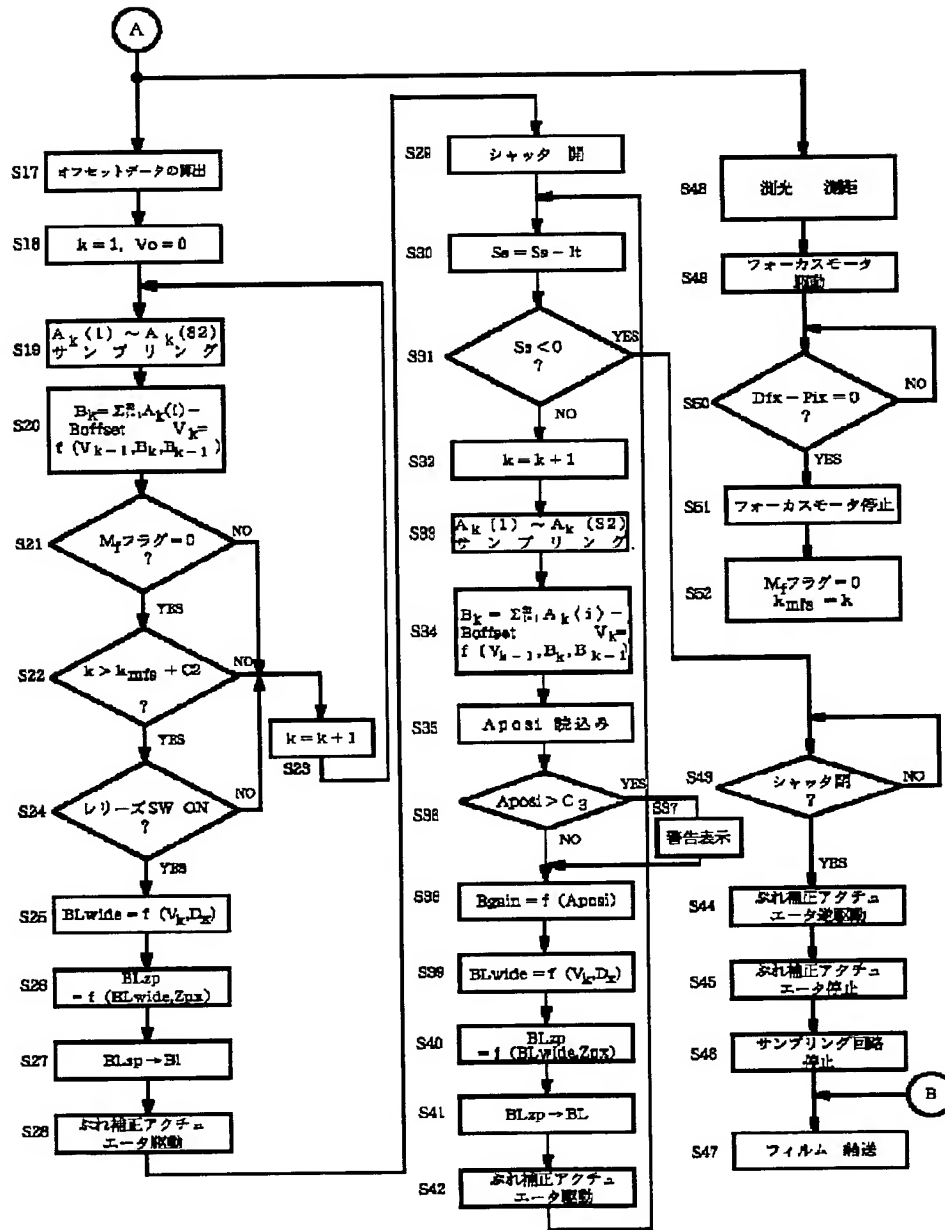 A
S17
オフセットデータの算出
S18
k=1, Vo=0
S19
Ak(1)～Ak(S2)
サンプリング
S20
Boffset Vk=
f(Vk-1,Bk,Bk-1)
S21
Mfフラグ=0
?
NO
YES
S22
k>kmfs+C2
?
NO
YES
k=k+1
S23
S24
レリーズSW ON
?
NO
YES
S25
BLwide=f(Vk,Dx)
S26
BLzp
=f(BLwide,Zpx)
S27
BLzp→Bl
S28
ぶれ補正アクチュ
エータ駆動
S29
シャッタ 開
S30
Ss=Ss-It
S31
Ss<0
?
YES
NO
S32
k=k+1
S33
Ak(1)～Ak(S2)
サンプリング
S34
Boffset Vk=
f(Vk-1,Bk,Bk-1)
S35
Aposi 読込み
S36
Aposi>C3
?
YES
NO
S37
警告表示
S38
Bgain=f(Aposi)
S39
BLwide=f(Vk,Dx)
S40
BLzp
=f(BLwide,Zpx)
S41
BLzp→BL
S42
ぶれ補正アクチュ
エータ駆動
S48
測光 測距
S49
フォーカスモータ
駆動
S50
Dfx-Pix=0
?
NO
YES
S51
フォーカスモータ停止
S52
Mfフラグ=0
kmfs=k
S43
シャッタ閉
?
NO
YES
S44
ぶれ補正アクチュ
エータ逆駆動
S45
ぶれ補正アクチュ
エータ停止
S46
サンプリング回路
停止
B
S47
フィルム 給送